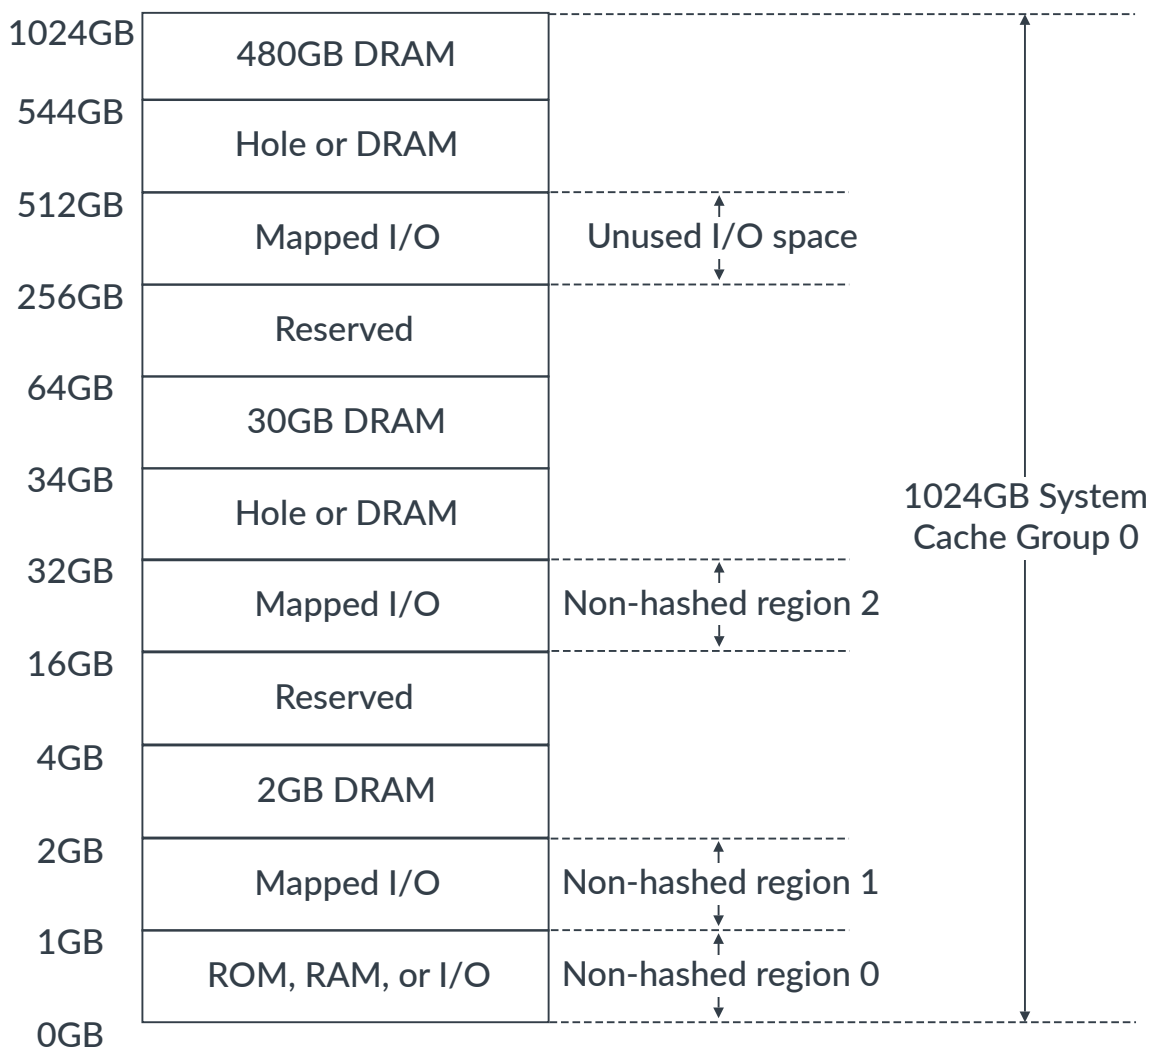 1024GB
480GB DRAM
544GB
Hole or DRAM
512GB
Mapped I/O
Unused I/O space
256GB
Reserved
64GB
30GB DRAM
34GB
Hole or DRAM
1024GB System
Cache Group 0
32GB
Mapped I/O
Non-hashed region 2
16GB
Reserved
4GB
2GB DRAM
2GB
Mapped I/O
Non-hashed region 1
1GB
ROM, RAM, or I/O
Non-hashed region 0
0GB